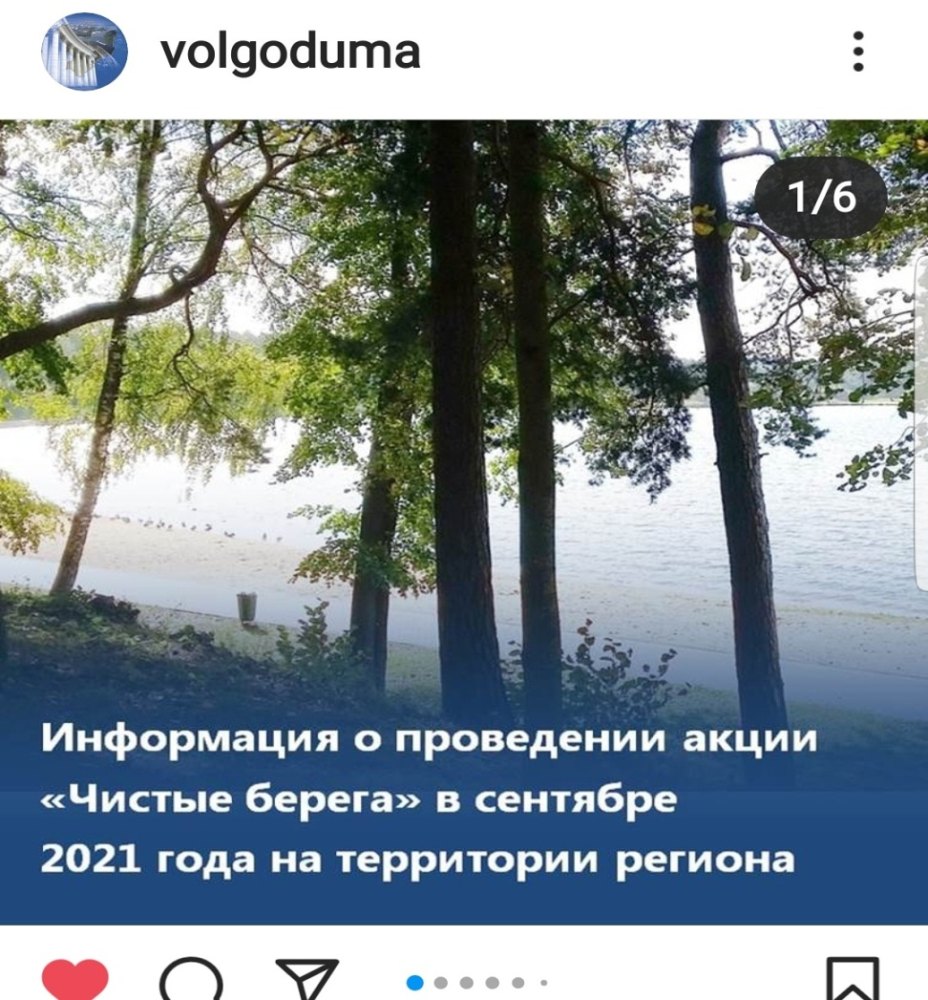 volgoduma
1/6
Информация о проведении акции
«Чистые берега» в сентябре
2021 года на территории региона